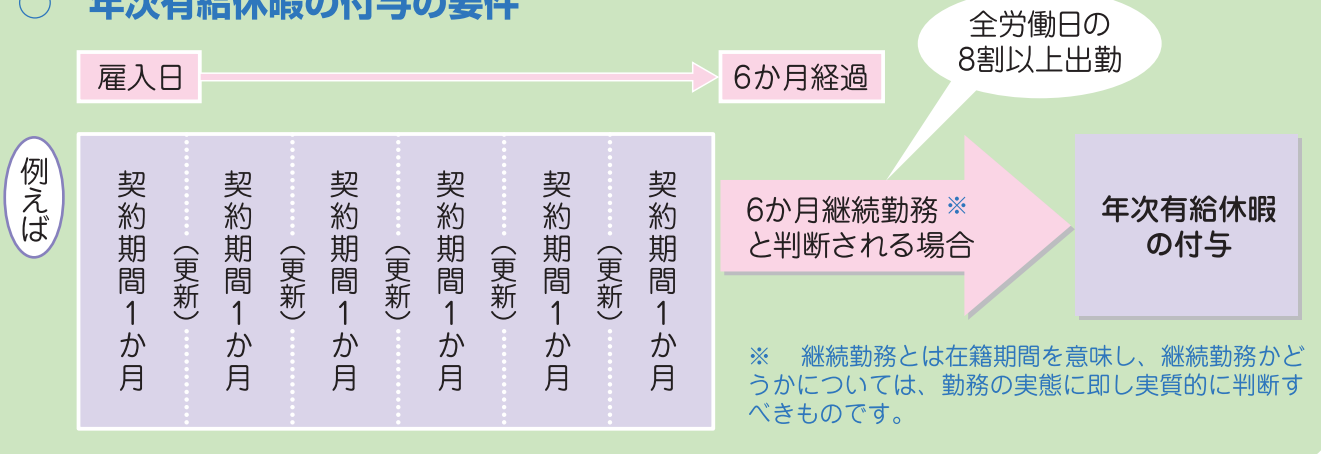 ○ 年次有給休暇の付与の要件
雇入日
6か月経過
全労働日の
8割以上出勤
例えば
契約期間1か月
（更新）
契約期間1か月
（更新）
契約期間1か月
（更新）
契約期間1か月
（更新）
契約期間1か月
（更新）
契約期間1か月
6か月継続勤務※
と判断される場合
年次有給休暇
の付与
※　継続勤務とは在籍期間を意味し、継続勤務かど
うかについては、勤務の実態に即し実質的に判断す
べきものです。